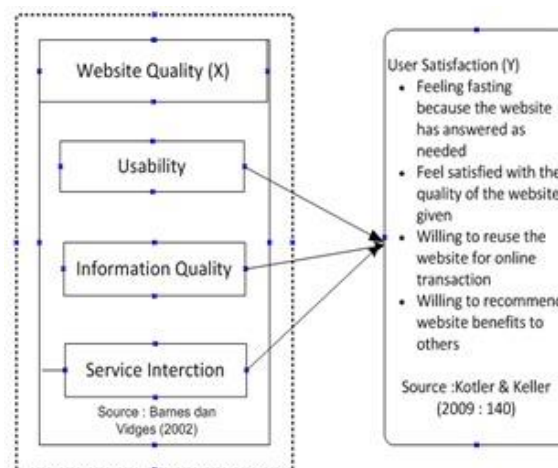 Website Quality (X)
Usability
Information Quality
Service Interction
Source : Barnes dan
Vidges (2002)
User Satisfaction (Y)
• Feeling fasting
because the website
has answered as
needed
• Feel satisfied with the
quality of the website
given
• Willing to reuse the
website for online
transaction
• Willing to recommend
website benefits to
others
Source :Kotler & Keller
(2009 : 140)